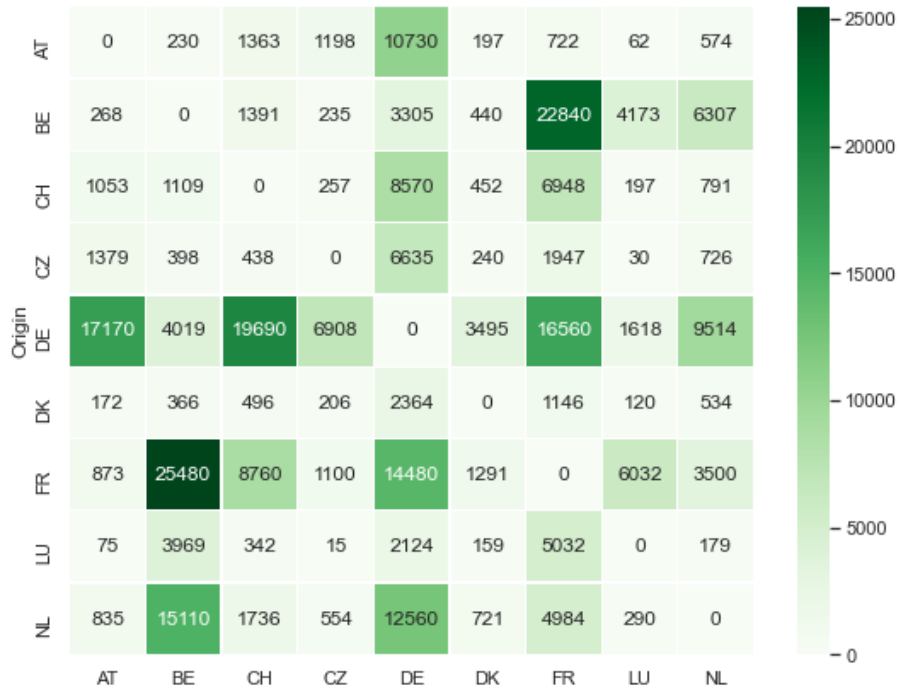 AT 0 230 1363 1198 10730 197 722 62 574
BE 268 0 1391 235 3305 440 22840 4173 6307
CH 1053 1109 0 257 8570 452 6948 197 791
CZ 1379 398 438 0 6635 240 1947 30 726
Origin
DE 17170 4019 19690 6908 0 3495 16560 1618 9514
DK 172 366 496 206 2364 0 1146 120 534
FR 873 25480 8760 1100 14480 1291 0 6032 3500
LU 75 3969 342 15 2124 159 5032 0 179
NL 835 15110 1736 554 12560 721 4984 290 0
AT BE CH CZ DE DK FR LU NL
25000
20000
15000
10000
5000
0